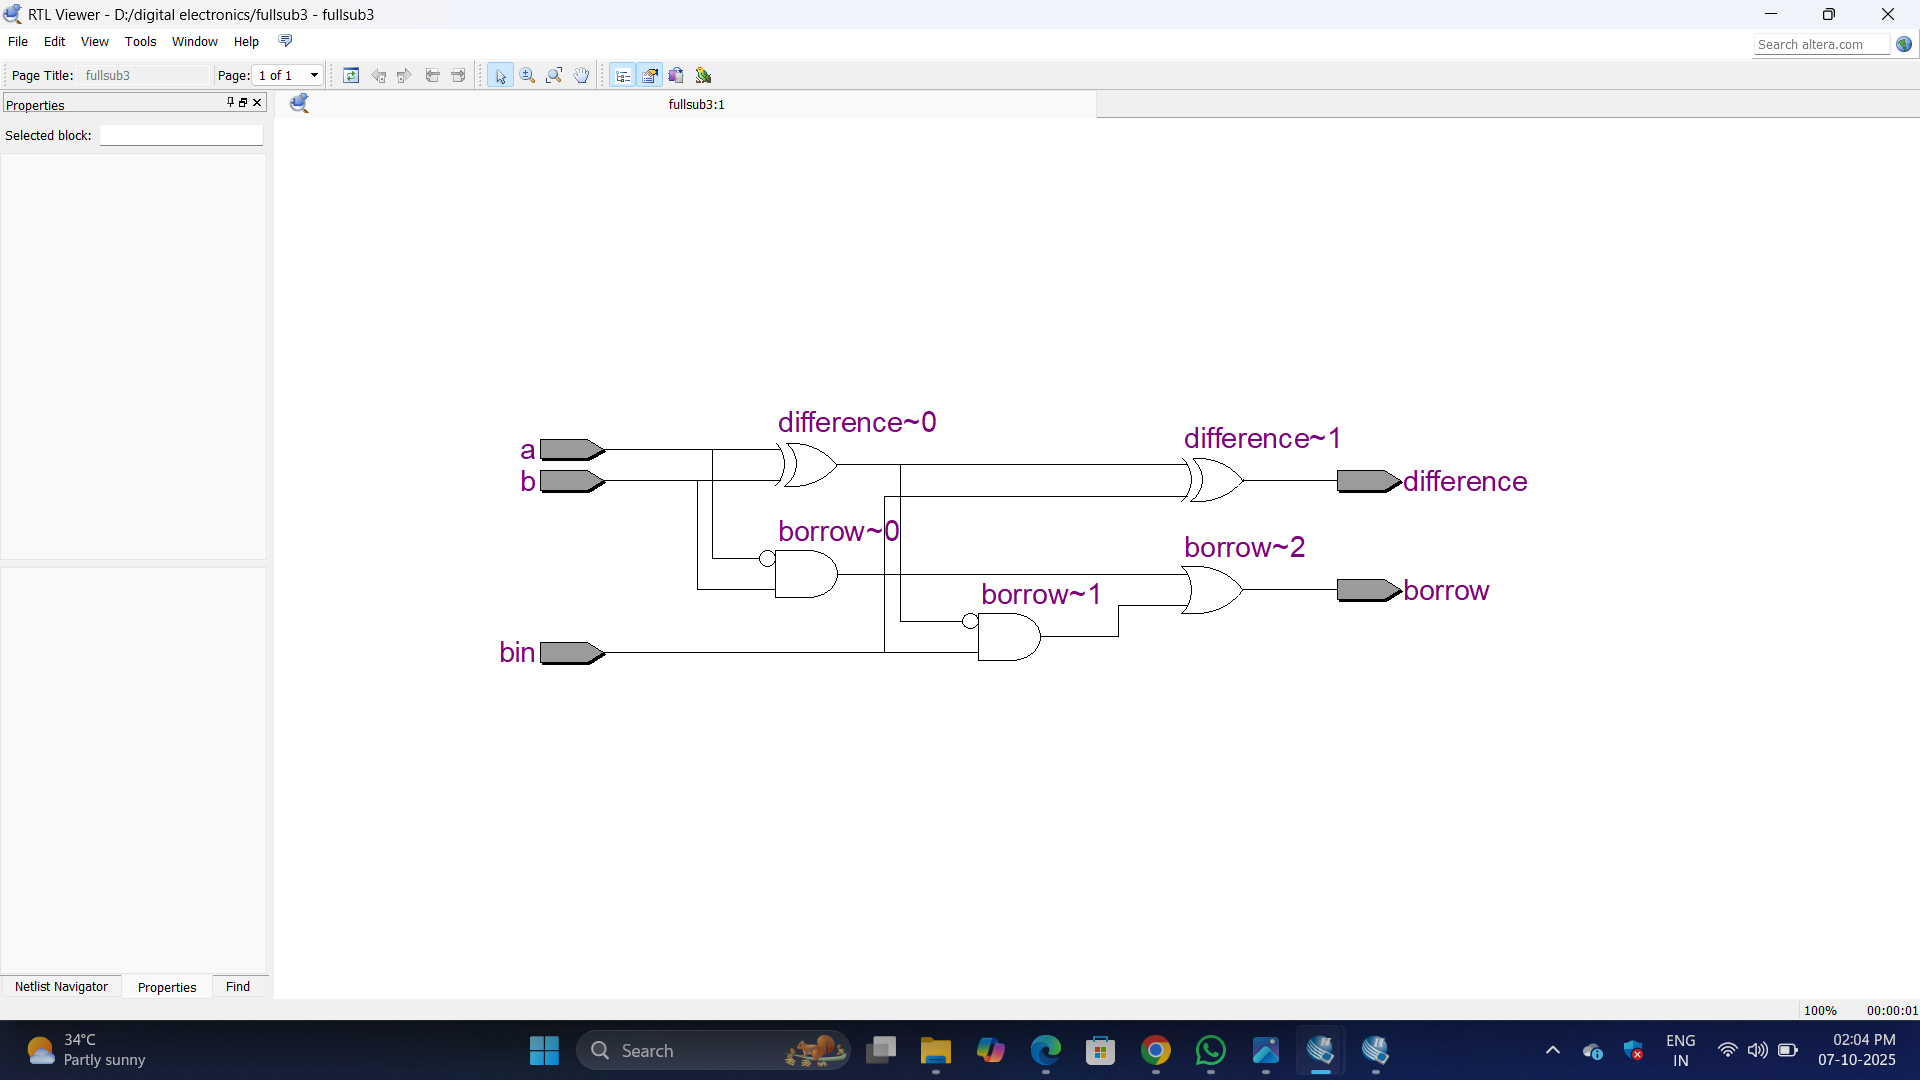 RTL Viewer - D:/digital electronics/fullsub3 - fullsub3
File Edit View Tools Window Help
Search altera.com
Page Title: fullsub3 Page: 1 of 1
Properties
fullsub3:1
Selected block:
difference~0
difference~1
a
b
difference
borrow~0
borrow~2
borrow~1
borrow
bin
Netlist Navigator Properties Find
100% 00:00:01
34°C
Partly sunny
Search
ENG
IN
02:04 PM
07-10-2025